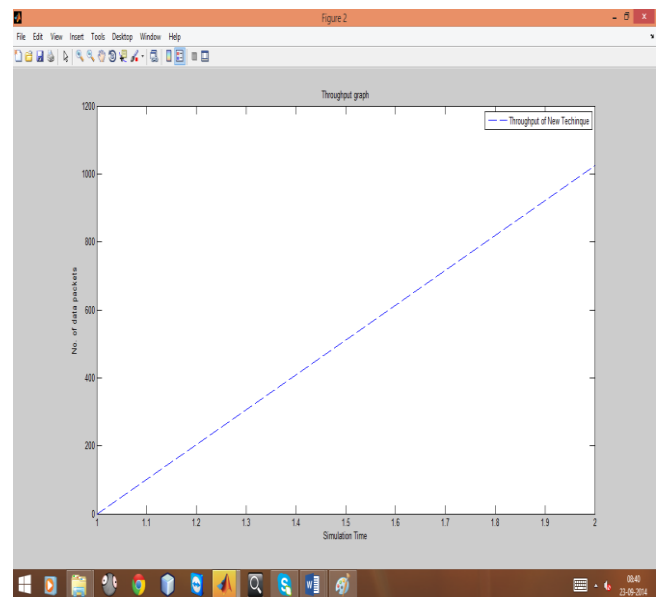 Figure 2
File Edit View Insert Tools Desktop Window Help
Throughput graph
Throughput of New Techinque
1200
1000
800
600
400
200
0
No. of data packets
1 1.1 1.2 1.3 1.4 1.5 1.6 1.7 1.8 1.9 2
Simulation Time
08:40
23-09-2014